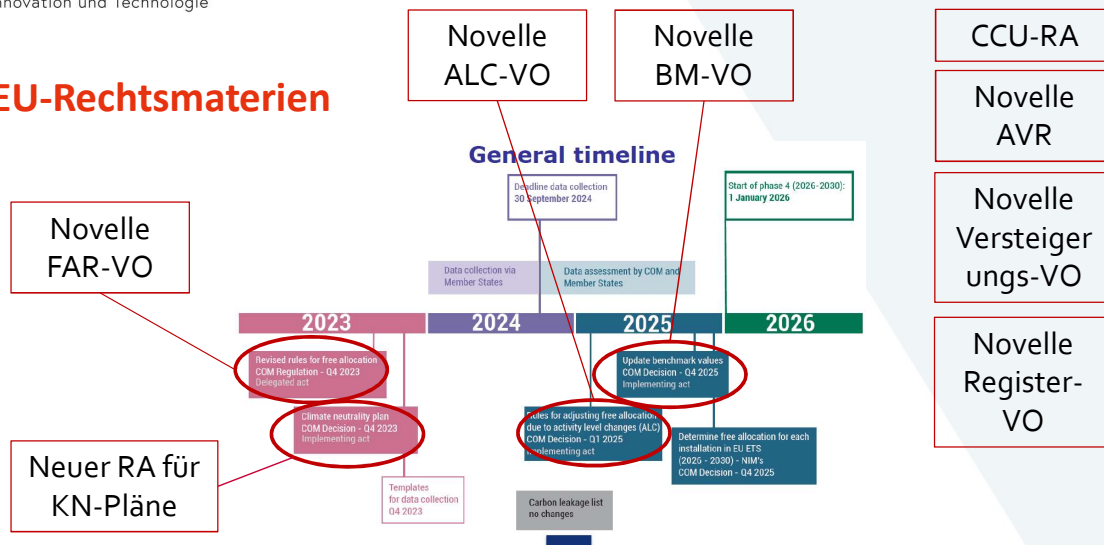 nnovation und Technologie
EU-Rechtsmaterien
Novelle
ALC-VO
Novelle
BM-VO
CCU-RA
Novelle
AVR
Novelle
Versteiger
ungs-VO
Novelle
Register-
VO
Novelle
FAR-VO
Neuer RA für
KN-Pläne
General timeline
Deadline data collection
30 September 2024
Start of phase 4 (2026-2030):
1 January 2026
Data collection via
Member States
Data assessment by COM and
Member States
2023
2024
2025
2026
Revised rules for free allocation
COM Regulation - Q4 2023
Delegated act
Climate neutrality plan
COM Decision - Q4 2023
Implementing act
Templates
for data collection
Q4 2023
Update benchmark values
COM Decision - Q4 2025
Implementing act
Rules for adjusting free allocation
due to activity level changes (ALC)
COM Decision - Q1 2025
Implementing act
Determine free allocation for each
installation in EU ETS
(2026 - 2030) - NIM's
COM Decision - Q4 2025
Carbon leakage list
no changes